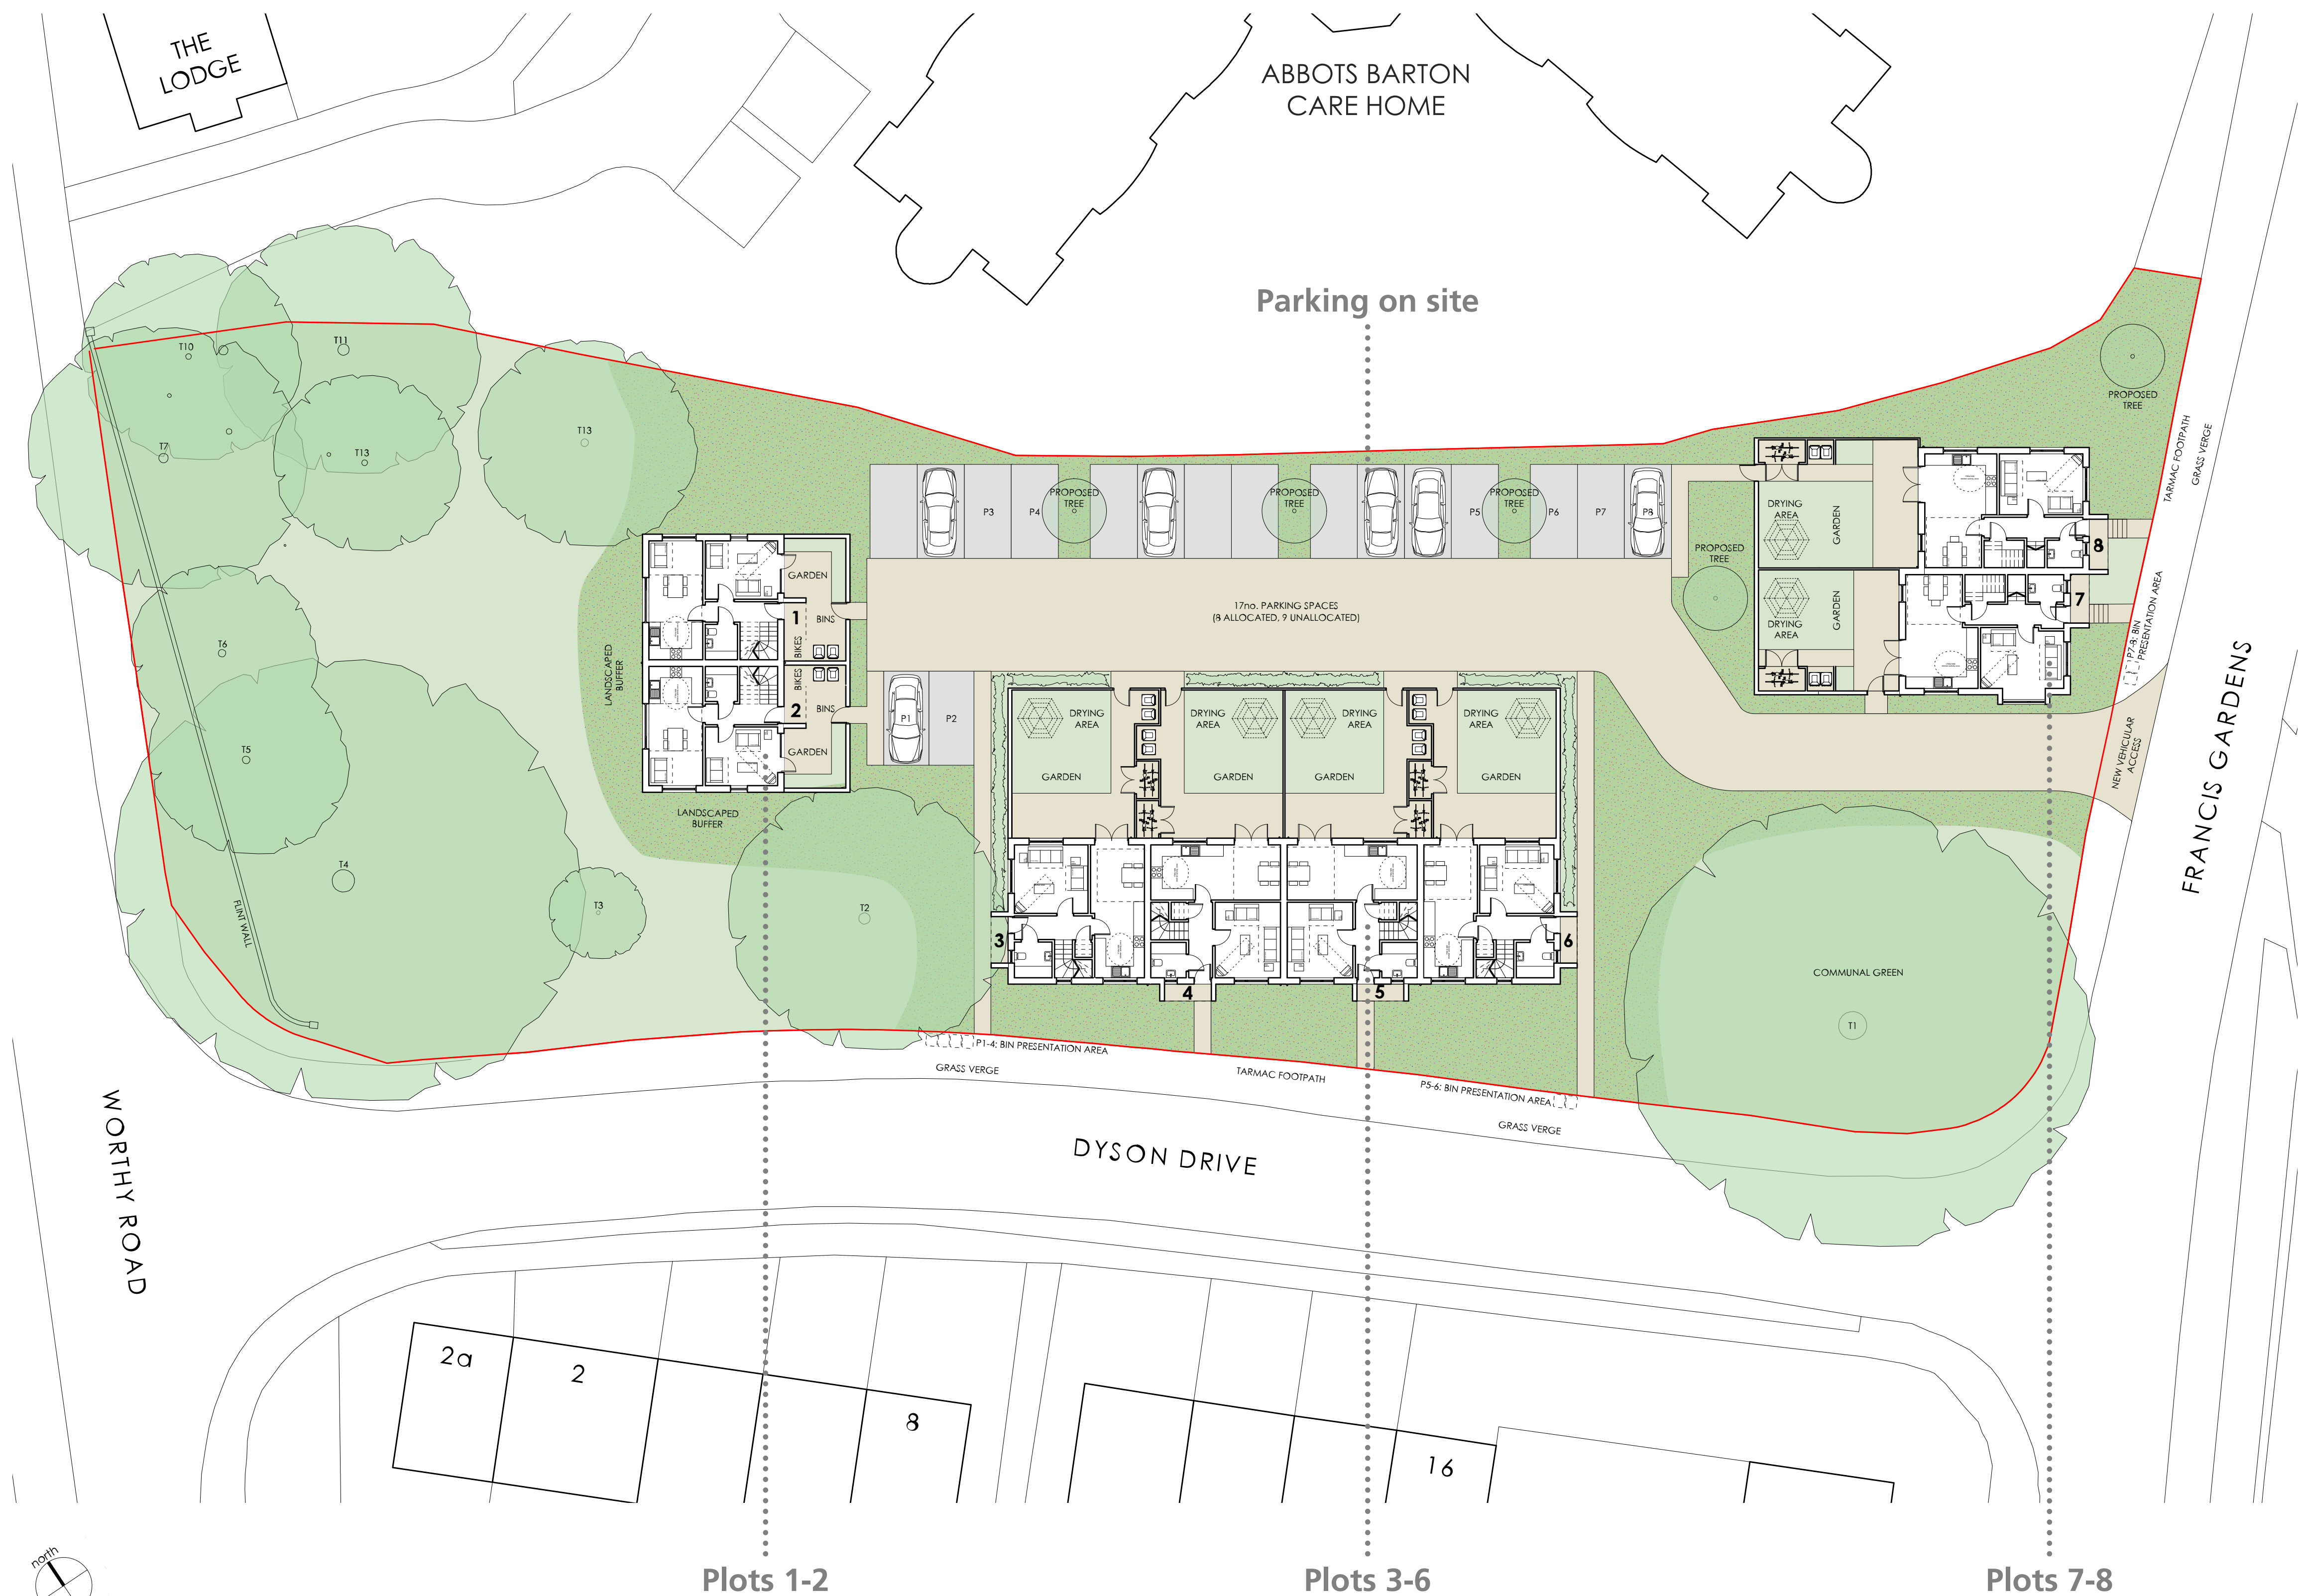 THE
LODGE
ABBOTS BARTON
CARE HOME
Parking on site
T10
T11
T7
T13
T13
PROPOSED
TREE
TARMAC FOOTPATH
GRASS VERGE
P3
P4
PROPOSED
TREE
PROPOSED
TREE
P5
PROPOSED
TREE
P6
P7
P8
DRYING
AREA
GARDEN
8
PROPOSED
TREE
GARDEN
1
BINS
BIKES
17no. PARKING SPACES
(8 ALLOCATED, 9 UNALLOCATED)
DRYING
AREA
GARDEN
7
P7-8: BIN
PRESENTATION AREA
T6
LANDSCAPED
BUFFER
BIKES
2
BINS
GARDEN
P1
P2
DRYING
AREA
DRYING
AREA
DRYING
AREA
DRYING
AREA
GARDEN
GARDEN
GARDEN
GARDEN
NEW VEHICULAR
ACCESS
FRANCIS GARDENS
T5
LANDSCAPED
BUFFER
T4
T3
T2
FLINT WALL
3
4
5
6
COMMUNAL GREEN
T1
P1-4: BIN PRESENTATION AREA
GRASS VERGE
TARMAC FOOTPATH
P5-6: BIN PRESENTATION AREA
GRASS VERGE
WORTHY ROAD
DYSON DRIVE
2a
2
8
16
north
Plots 1-2
Plots 3-6
Plots 7-8